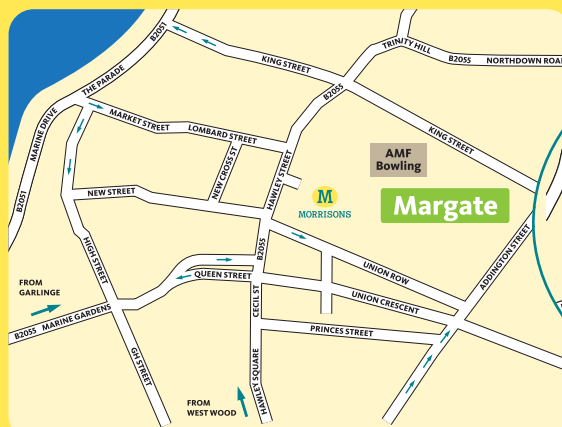 B2051
TRINITY HILL
B2055
NORTHDOWN ROA
KING STREET
THE PARADE
B2055
MARINE DRIVE
MARKET STREET
LOMBARD STREET
KING STREET
AMF
Bowling
NEW CROSS ST
HAWLEY STREET
B2051
NEW STREET
M
MORRISONS
Margate
HIGH STREET
B2055
ADDINGTON STREET
UNION ROW
QUEEN STREET
FROM
GARLINGE
CECIL ST
UNION CRESCENT
B2055 MARINE GARDENS
PRINCES STREET
GH STREET
HAWLEY SQUARE
FROM
WEST WOOD